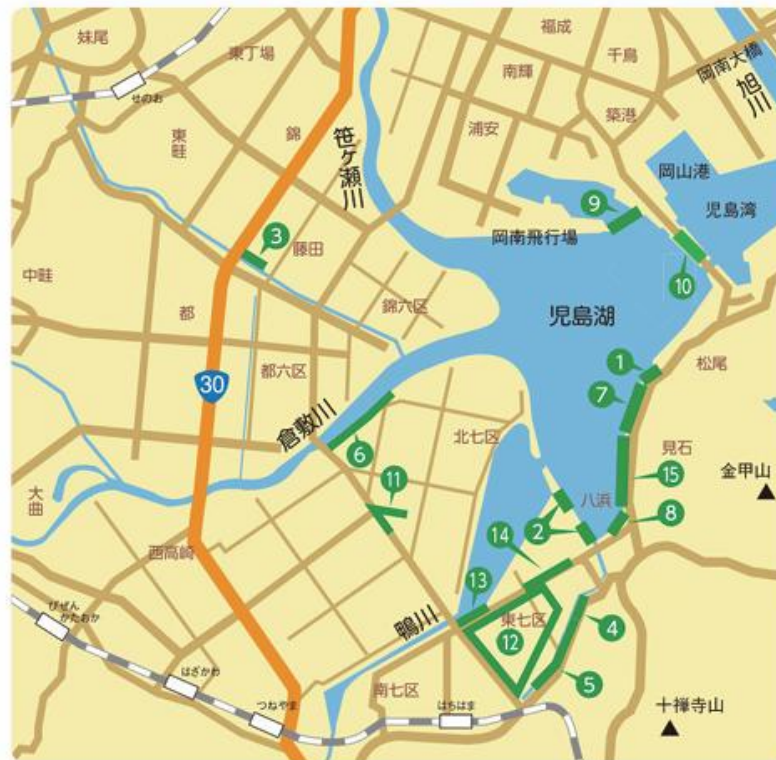 妹尾
せのお
東丁場
東畦
錦
笹ヶ瀬川
福成
千鳥
南輝
浦安
築港
岡南大橋
旭川
岡山港
児島湾
9
岡南飛行場
10
3
藤田
中畦
都
錦六区
児島湖
松尾
1
7
30
都六区
倉敷川
6
北七区
見石
15
金甲山
大曲
11
八浜
2
8
西高崎
14
13
鴨川
東七区
12
4
5
びぜん
かたおか
はざかわ
つねやま
南七区
はちはま
十禅寺山